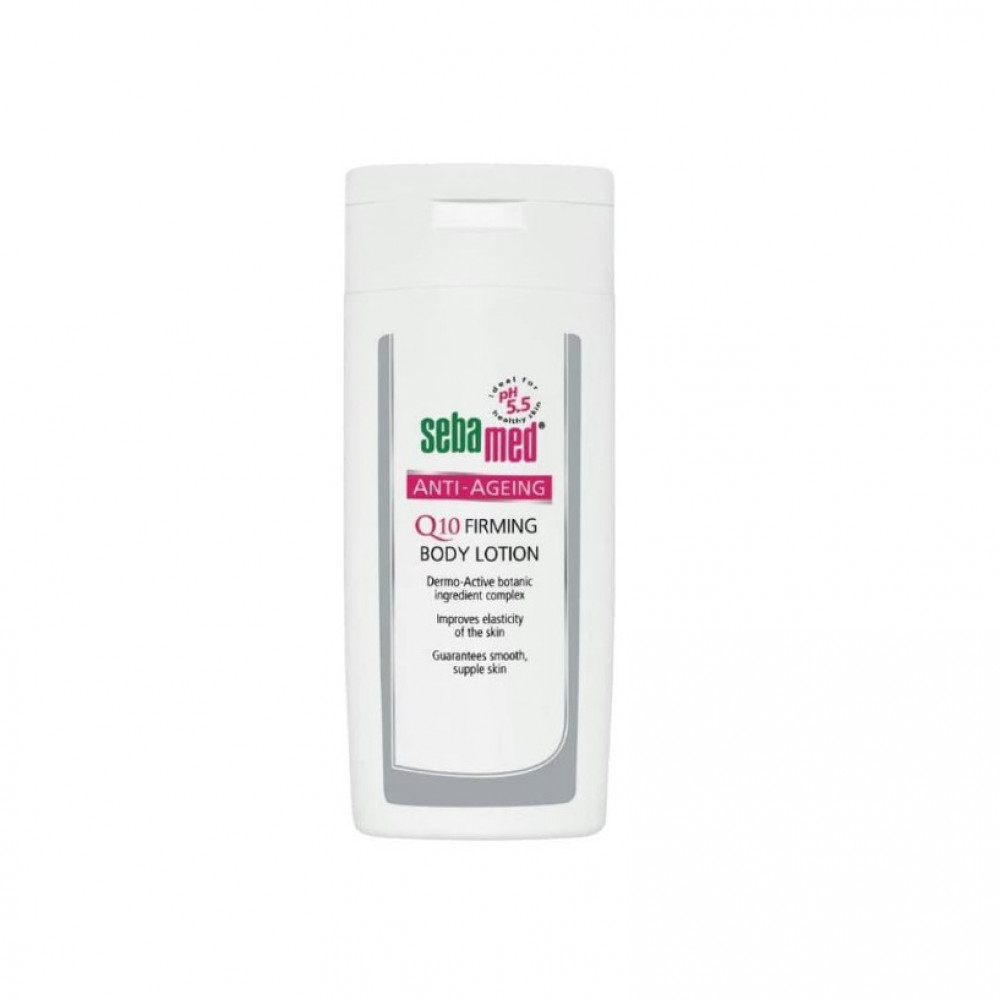 ideal for
pH
5.5
healthy skin
sebamed®
ANTI-AGEING
Q10 FIRMING
BODY LOTION
Dermo-Active botanic
ingredient complex
Improves elasticity
of the skin
Guarantees smooth,
supple skin